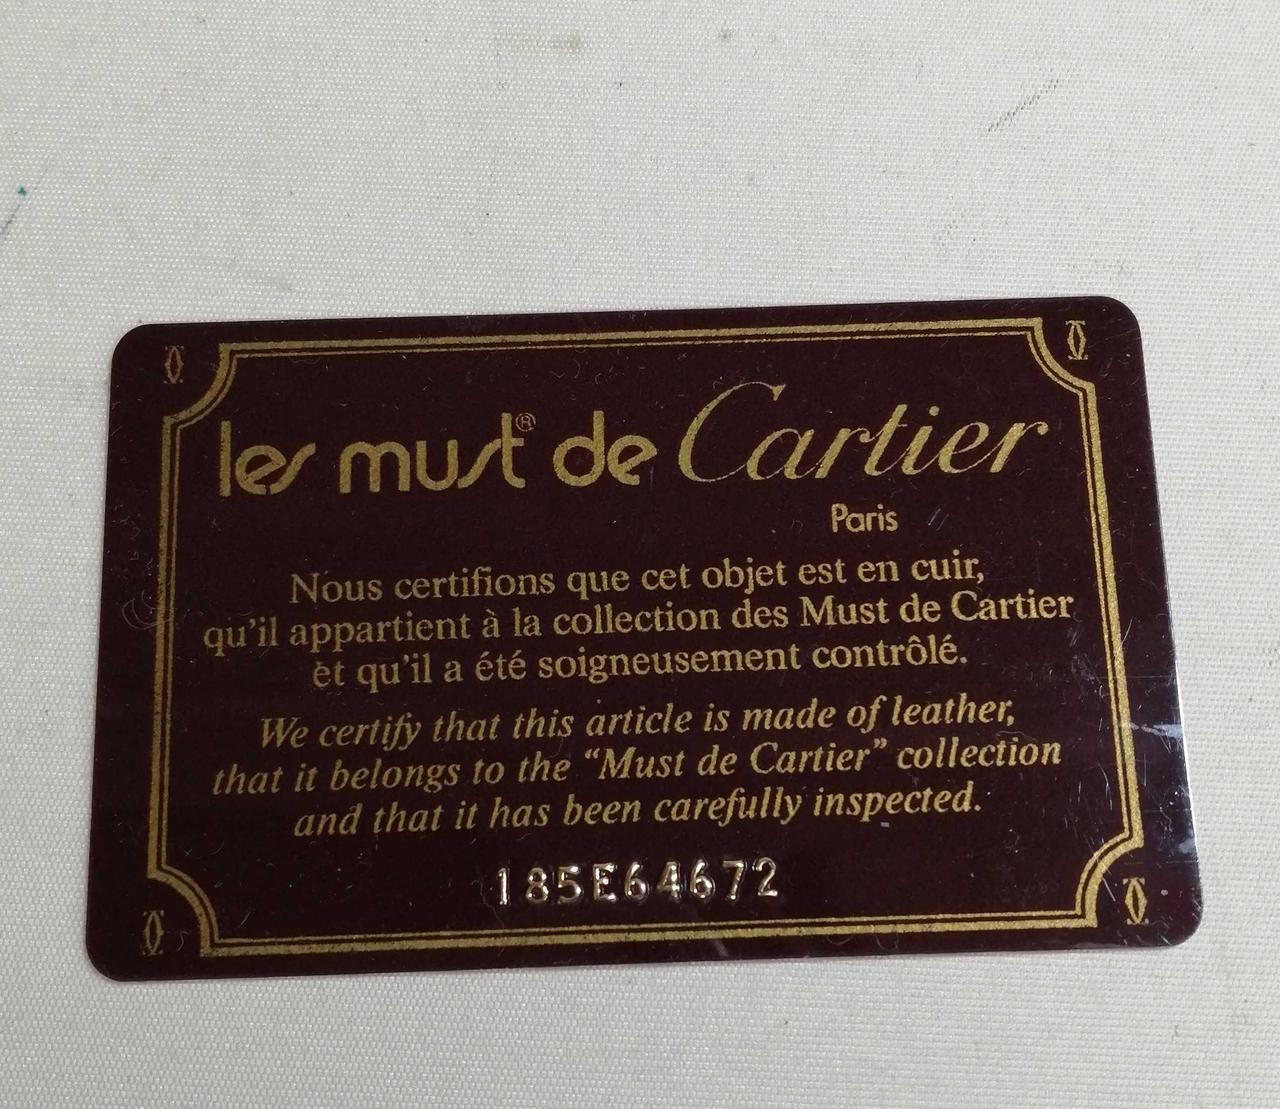 les must® de Cartier
Paris
Nous certifions que cet objet est en cuir,
qu'il appartient à la collection des Must de Cartier
et qu'il a été soigneusement contrôlé.
We certify that this article is made of leather,
that it belongs to the “Must de Cartier” collection
and that it has been carefully inspected.
185E64672